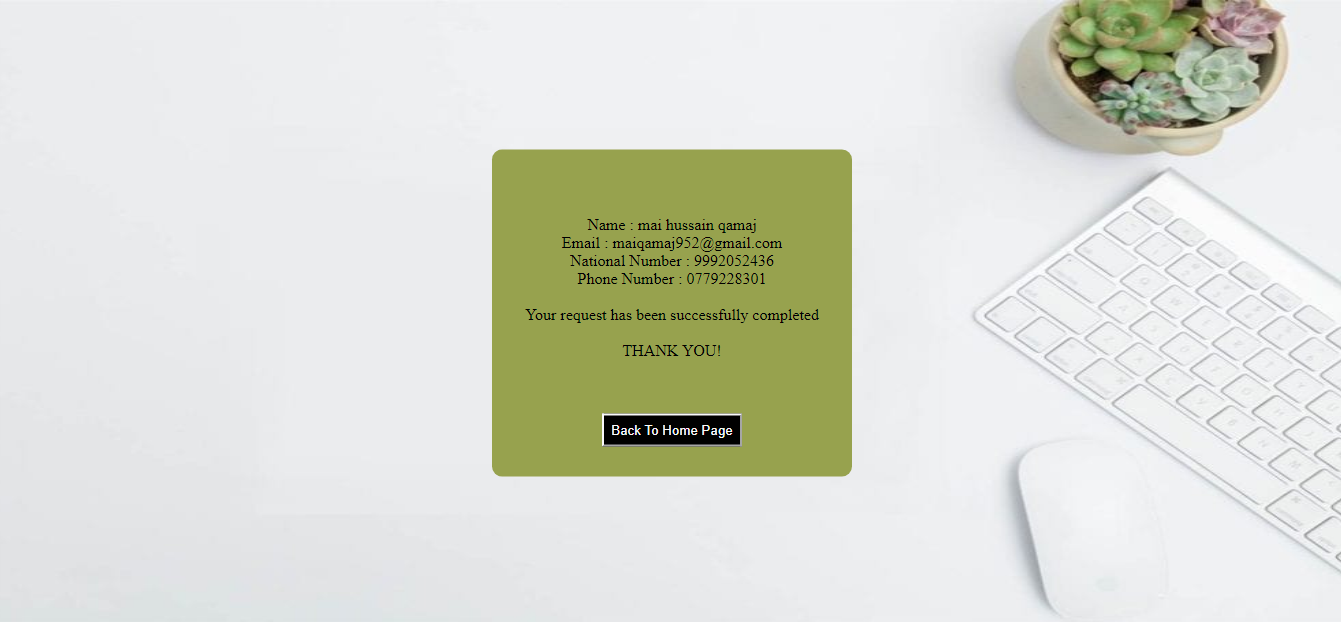 Name : mai hussain qamaj
Email : maiqamaj952@gmail.com
National Number : 9992052436
Phone Number : 0779228301
Your request has been successfully completed
THANK YOU!
Back To Home Page